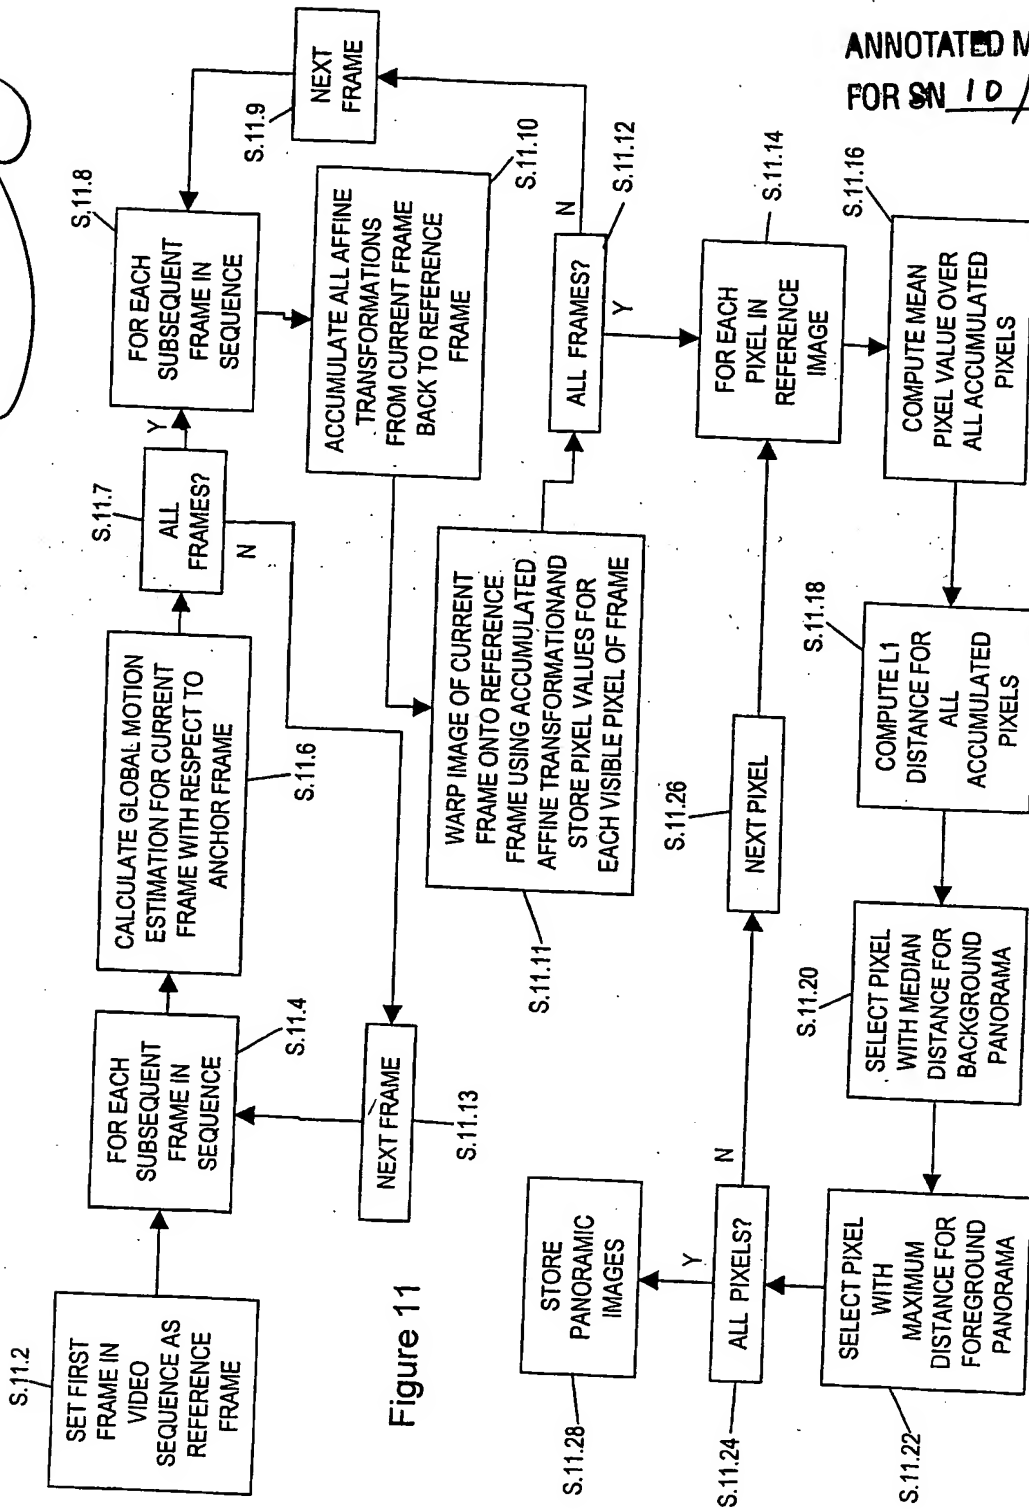 ANNOTATED M
FOR SN 10/
S.11.2
SET FIRST
FRAME IN
VIDEO
SEQUENCE AS
REFERENCE
FRAME
FOR EACH
SUBSEQUENT
FRAME IN
SEQUENCE
S.11.4
CALCULATE GLOBAL MOTION
ESTIMATION FOR CURRENT
FRAME WITH RESPECT TO
ANCHOR FRAME
S.11.6
S.11.7
ALL
FRAMES?
Y
N
NEXT FRAME
S.11.13
S.11.8
FOR EACH
SUBSEQUENT
FRAME IN
SEQUENCE
S.11.9
NEXT
FRAME
ACCUMULATE ALL AFFINE
TRANSFORMATIONS
FROM CURRENT FRAME
BACK TO REFERENCE
FRAME
S.11.10
WARP IMAGE OF CURRENT
FRAME ONTO REFERENCE
FRAME USING ACCUMULATED
AFFINE TRANSFORMATIONAND
STORE PIXEL VALUES FOR
EACH VISIBLE PIXEL OF FRAME
S.11.11
ALL FRAMES?
N
Y
S.11.12
S.11.14
FOR EACH
PIXEL IN
REFERENCE
IMAGE
S.11.16
COMPUTE MEAN
PIXEL VALUE OVER
ALL ACCUMULATED
PIXELS
S.11.18
COMPUTE L1
DISTANCE FOR
ALL
ACCUMULATED
PIXELS
S.11.20
SELECT PIXEL
WITH MEDIAN
DISTANCE FOR
BACKGROUND
PANORAMA
SELECT PIXEL
WITH
MAXIMUM
DISTANCE FOR
FOREGROUND
PANORAMA
S.11.22
ALL PIXELS?
S.11.24
N
Y
S.11.26
NEXT PIXEL
STORE
PANORAMIC
IMAGES
S.11.28
Figure 11